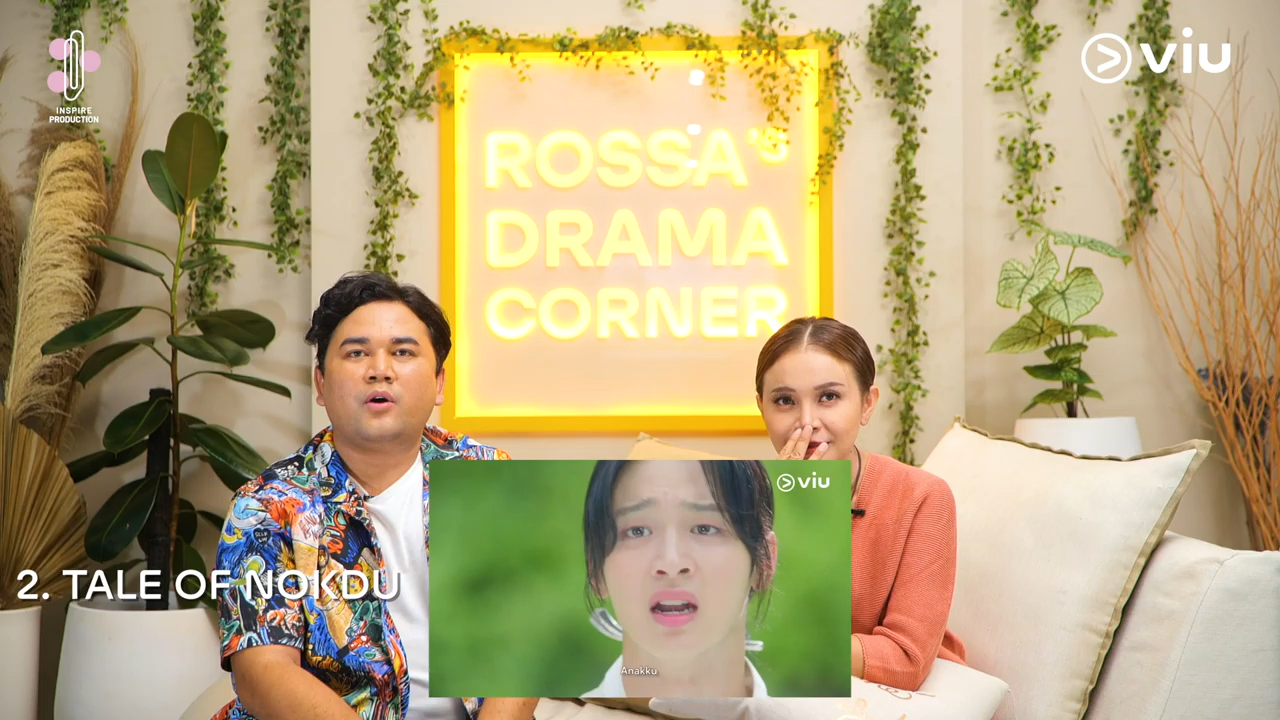 INSPIRE
PRODUCTION
viu
ROSSA'S
DRAMA
CORNER
viu
2. TALE OF NOKDU
Anakku